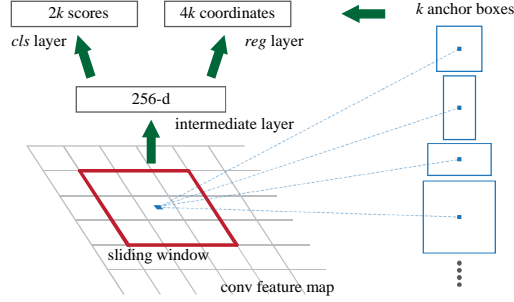 2k scores
4k coordinates
k anchor boxes
cls layer
reg layer
256-d
intermediate layer
sliding window
conv feature map